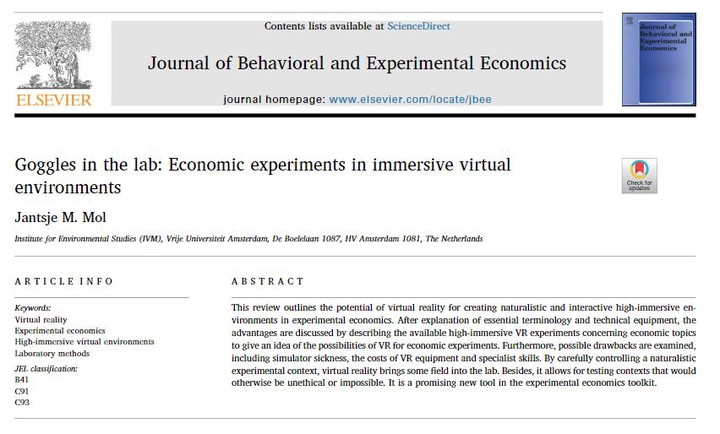 Contents lists available at ScienceDirect
Journal of Behavioral and Experimental Economics
ELSEVIER
journal homepage: www.elsevier.com/locate/jbee
Journal of
Behavioral and
Experimental
Economics
Goggles in the lab: Economic experiments in immersive virtual
environments
Check for
updates
Jantsje M. Mol
Institute for Environmental Studies (IVM), Vrije Universiteit Amsterdam, De Boelelaan 1087, HV Amsterdam 1081, The Netherlands
ARTICLE INFO
Keywords:
Virtual reality
Experimental economics
High-immersive virtual environments
Laboratory methods
JEL classification:
B41
C91
C93
ABSTRACT
This review outlines the potential of virtual reality for creating naturalistic and interactive high-immersive en-
vironments in experimental economics. After explanation of essential terminology and technical equipment, the
advantages are discussed by describing the available high-immersive VR experiments concerning economic topics
to give an idea of the possibilities of VR for economic experiments. Furthermore, possible drawbacks are examined,
including simulator sickness, the costs of VR equipment and specialist skills. By carefully controlling a naturalistic
experimental context, virtual reality brings some field into the lab. Besides, it allows for testing contexts that would
otherwise be unethical or impossible. It is a promising new tool in the experimental economics toolkit.